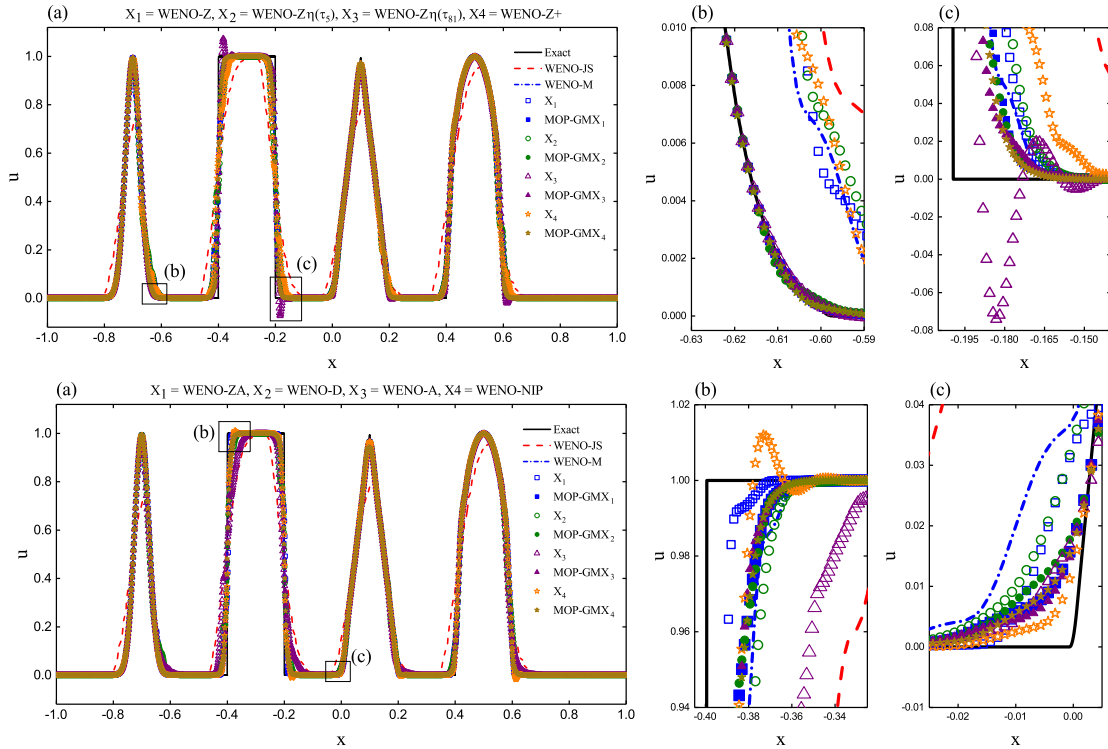 (a)
X1 = WENO-Z, X2 = WENO-Zη(τ5), X3 = WENO-Zη(τ81), X4 = WENO-Z+
u
1.0
0.8
0.6
0.4
0.2
0.0
-1.0 -0.8 -0.6 -0.4 -0.2 0.0 0.2 0.4 0.6 0.8 1.0
x
(b)
(c)
Exact
WENO-JS
WENO-M
X1
MOP-GMX1
X2
MOP-GMX2
X3
MOP-GMX3
X4
MOP-GMX4
(b)
u
0.010
0.008
0.006
0.004
0.002
0.000
-0.63 -0.62 -0.61 -0.60 -0.59
x
(c)
u
0.08
0.06
0.04
0.02
0.00
-0.02
-0.04
-0.06
-0.08
-0.195 -0.180 -0.165 -0.150
x
(a)
X1 = WENO-ZA, X2 = WENO-D, X3 = WENO-A, X4 = WENO-NIP
u
1.0
0.8
0.6
0.4
0.2
0.0
-1.0 -0.8 -0.6 -0.4 -0.2 0.0 0.2 0.4 0.6 0.8 1.0
x
(b)
(c)
Exact
WENO-JS
WENO-M
X1
MOP-GMX1
X2
MOP-GMX2
X3
MOP-GMX3
X4
MOP-GMX4
(b)
u
1.02
1.00
0.98
0.96
0.94
-0.40 -0.38 -0.36 -0.34
x
(c)
u
0.04
0.03
0.02
0.01
0.00
-0.01
-0.02 -0.01 0.00
x